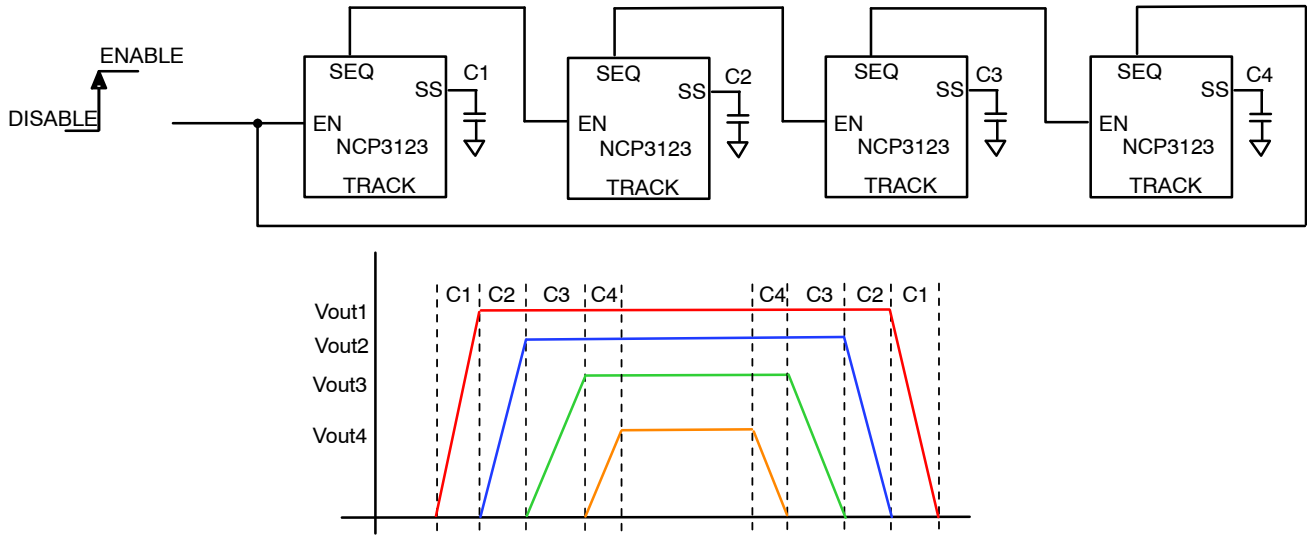 ENABLE
DISABLE
SEQ
SS
C1
EN
NCP3123
TRACK
SEQ
SS
C2
EN
NCP3123
TRACK
SEQ
SS
C3
EN
NCP3123
TRACK
SEQ
SS
C4
EN
NCP3123
TRACK
C1 C2 C3 C4 C4 C3 C2 C1
Vout1
Vout2
Vout3
Vout4